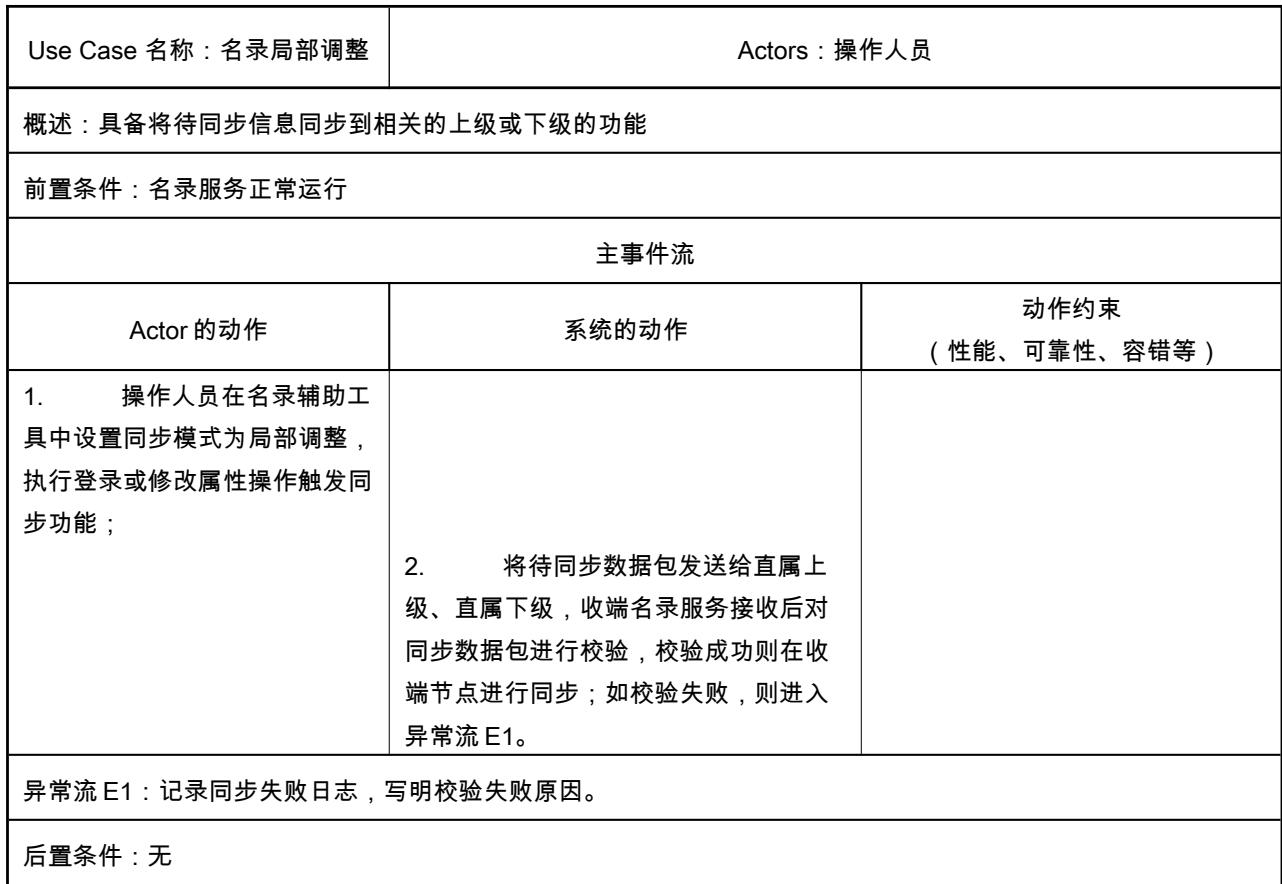 Use Case 名称：名录局部调整
Actors：操作人员
概述：具备将待同步信息同步到相关的上级或下级的功能
前置条件：名录服务正常运行
主事件流
Actor 的动作
系统的动作
动作约束
（性能、可靠性、容错等）
1. 操作人员在名录辅助工
具中设置同步模式为局部调整，
执行登录或修改属性操作触发同
步功能；
2. 将待同步数据包发送给直属上
级、直属下级，收端名录服务接收后对
同步数据包进行校验，校验成功则在收
端节点进行同步；如校验失败，则进入
异常流 E1。
异常流 E1：记录同步失败日志，写明校验失败原因。
后置条件：无